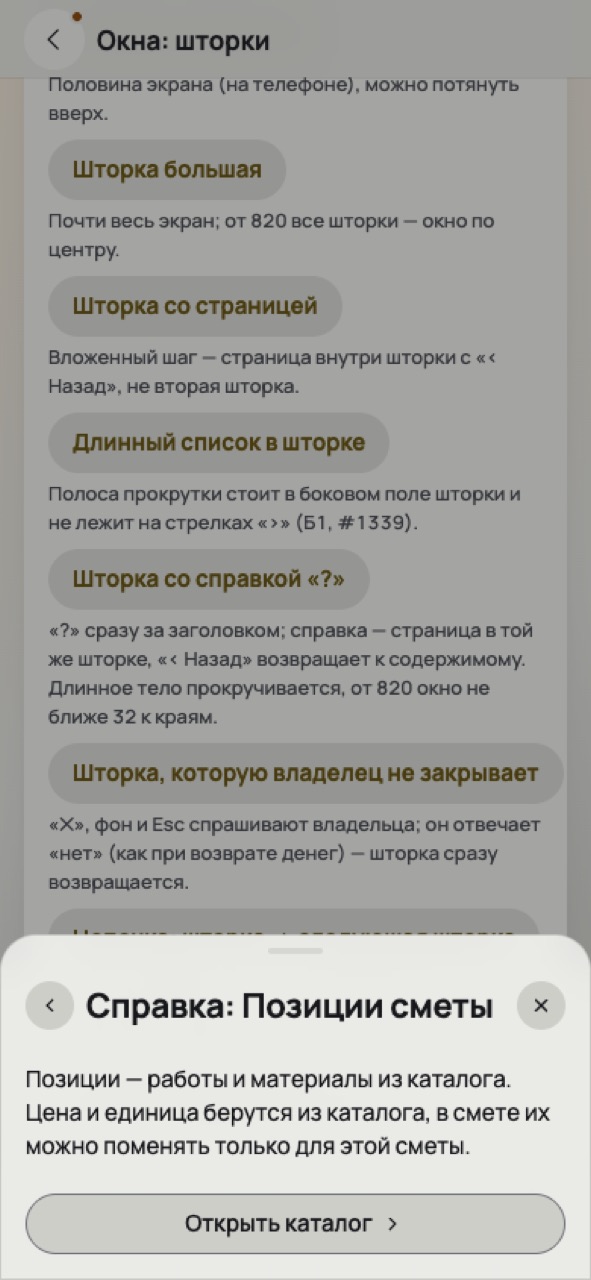 Окна: шторки
Половина экрана (на телефоне), можно потянуть
вверх.
Шторка большая
Почти весь экран; от 820 все шторки — окно по
центру.
Шторка со страницей
Вложенный шаг — страница внутри шторки с «‹
Назад», не вторая шторка.
Длинный список в шторке
Полоса прокрутки стоит в боковом поле шторки и
не лежит на стрелках «›» (Б1, #1339).
Шторка со справкой «?»
«?» сразу за заголовком; справка — страница в той
же шторке, «‹ Назад» возвращает к содержимому.
Длинное тело прокручивается, от 820 окно не
ближе 32 к краям.
Шторка, которую владелец не закрывает
«✕», фон и Esc спрашивают владельца; он отвечает
«нет» (как при возврате денег) — шторка сразу
возвращается.
Справка: Позиции сметы
Позиции — работы и материалы из каталога.
Цена и единица берутся из каталога, в смете их
можно поменять только для этой сметы.
Открыть каталог ›